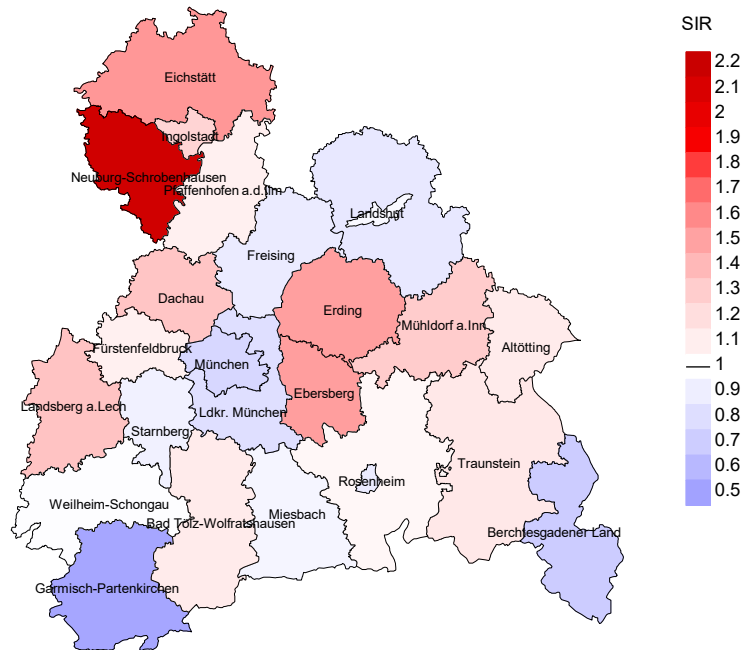 SIR
2.2
2.1
2
1.9
1.8
1.7
1.6
1.5
1.4
1.3
1.2
1.1
1
0.9
0.8
0.7
0.6
0.5
Eichstätt
Ingolstadt
Neuburg-Schrobenhausen
Pfaffenhofen a.d.Ilm
Landshut
Freising
Dachau
Erding
Mühldorf a.Inn
Altötting
Fürstenfeldbruck
München
Landsberg a.Lech
Ebersberg
Ldkr. München
Starnberg
Traunstein
Rosenheim
Weilheim-Schongau
Miesbach
Bad Tölz-Wolfratshausen
Berchtesgadener Land
Garmisch-Partenkirchen